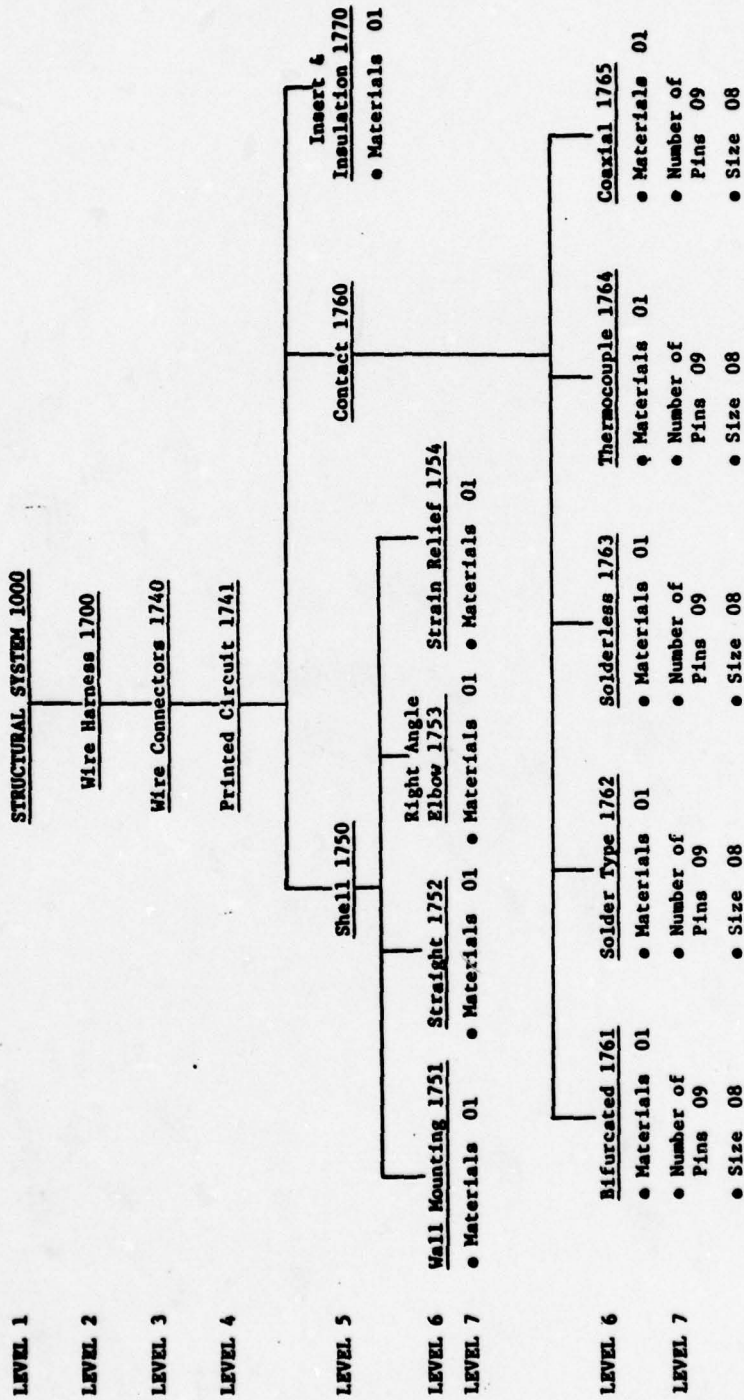 LEVEL 1
STRUCTURAL SYSTEM 1000
LEVEL 2
Wire Harness 1700
LEVEL 3
Wire Connectors 1740
LEVEL 4
Printed Circuit 1741
LEVEL 5
Shell 1750
Contact 1760
Insert &
Insulation 1770
• Materials 01
LEVEL 6
Wall Mounting 1751
Straight 1752
Right Angle
Elbow 1753
Strain Relief 1754
LEVEL 7
• Materials 01
• Materials 01
• Materials 01
• Materials 01
LEVEL 6
Bifurcated 1761
Solder Type 1762
Solderless 1763
Thermocouple 1764
Coaxial 1765
• Materials 01
• Materials 01
• Materials 01
• Materials 01
• Materials 01
LEVEL 7
• Number of
• Number of
• Number of
• Number of
• Number of
Pins 09
Pins 09
Pins 09
Pins 09
Pins 09
• Size 08
• Size 08
• Size 08
• Size 08
• Size 08